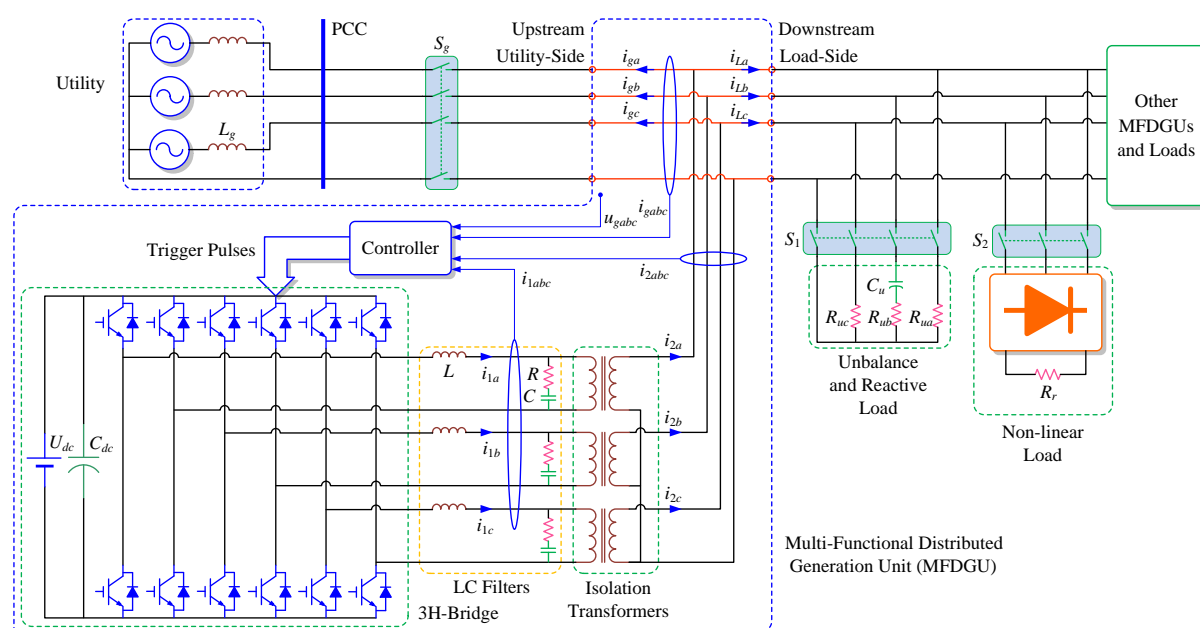 PCC
S_g
Upstream
Utility-Side
Downstream
Load-Side
Utility
L_g
i_ga
i_gb
i_gc
i_La
i_Lb
i_Lc
Other
MFDGUs
and Loads
u_gabc
i_gabc
Trigger Pulses
Controller
i_2abc
i_1abc
S_1
S_2
C_u
R_uc
R_ub
R_ua
Unbalance
and Reactive
Load
R_r
Non-linear
Load
U_dc
C_dc
L
i_1a
R
C
i_2a
i_1b
i_2b
i_1c
i_2c
LC Filters
3H-Bridge
Isolation
Transformers
Multi-Functional Distributed
Generation Unit (MFDGU)